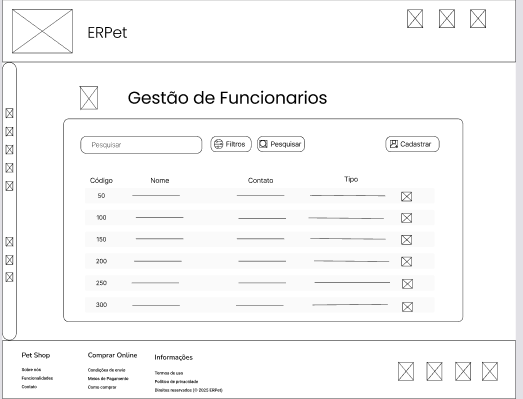 ERPet
Gestão de Funcionarios
Pesquisar Filtros Pesquisar Cadastrar
Código Nome Contato Tipo
50
100
150
200
250
300
Pet Shop Comprar Online Informações
Sobre nós Condições de envio Termos de uso
Funcionalidades Meios de Pagamento Política de privacidade
Contato Como comprar Direitos reservados (© 2025 ERPet)